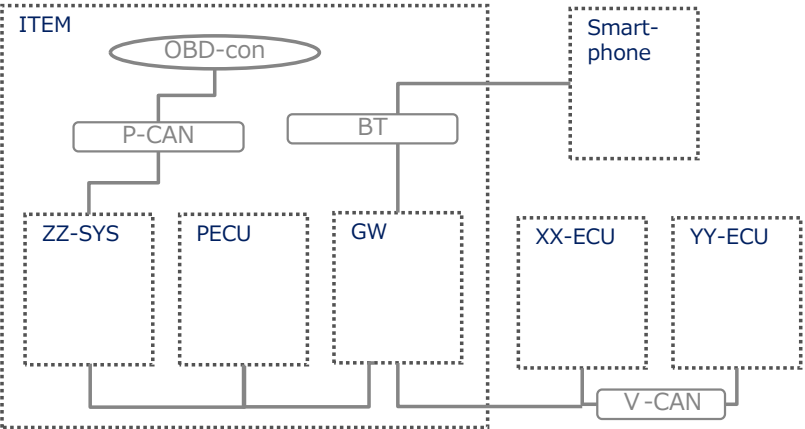 ITEM
OBD-con
Smart-
phone
P-CAN
BT
ZZ-SYS
PECU
GW
XX-ECU
YY-ECU
V-CAN